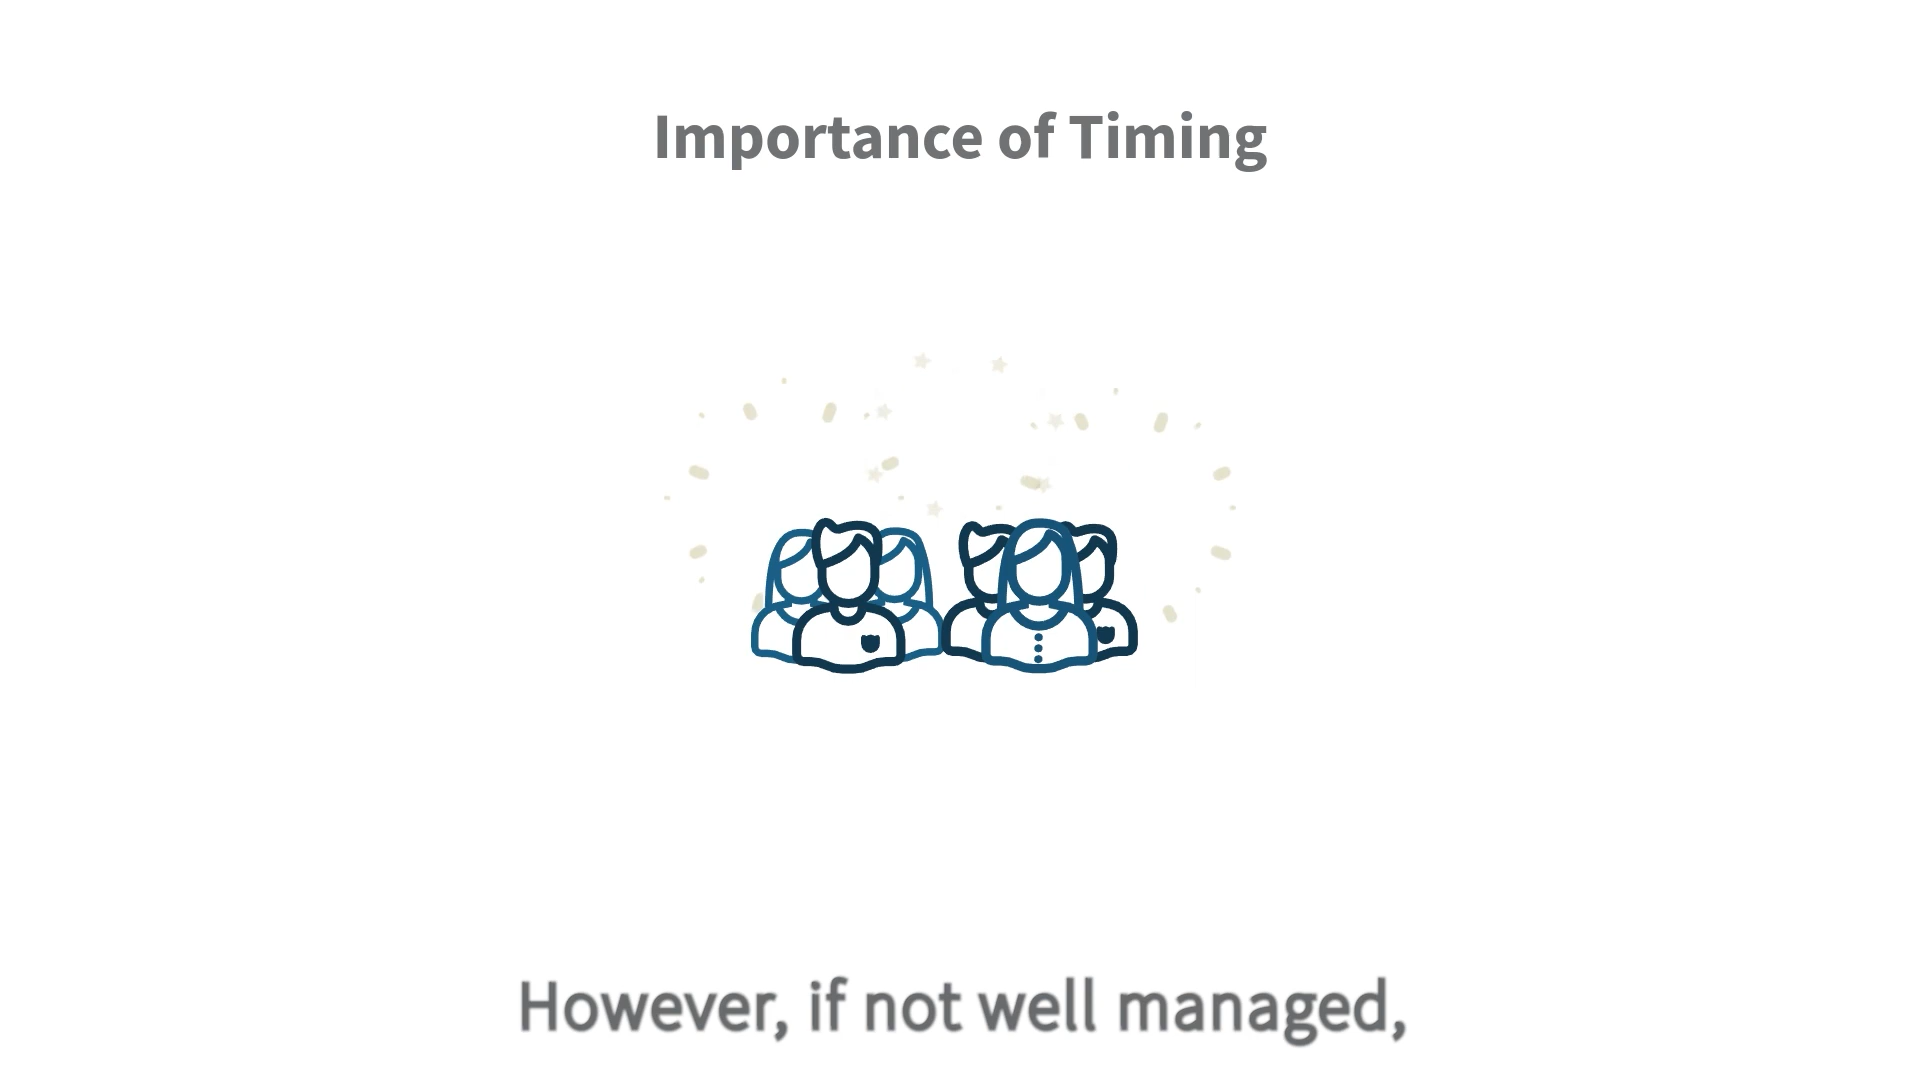 Importance of Timing
However, if not well managed,